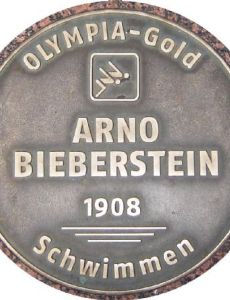 OLYMPIA-Gold
ARNO
BIEBERSTEIN
1908
Schwimmen